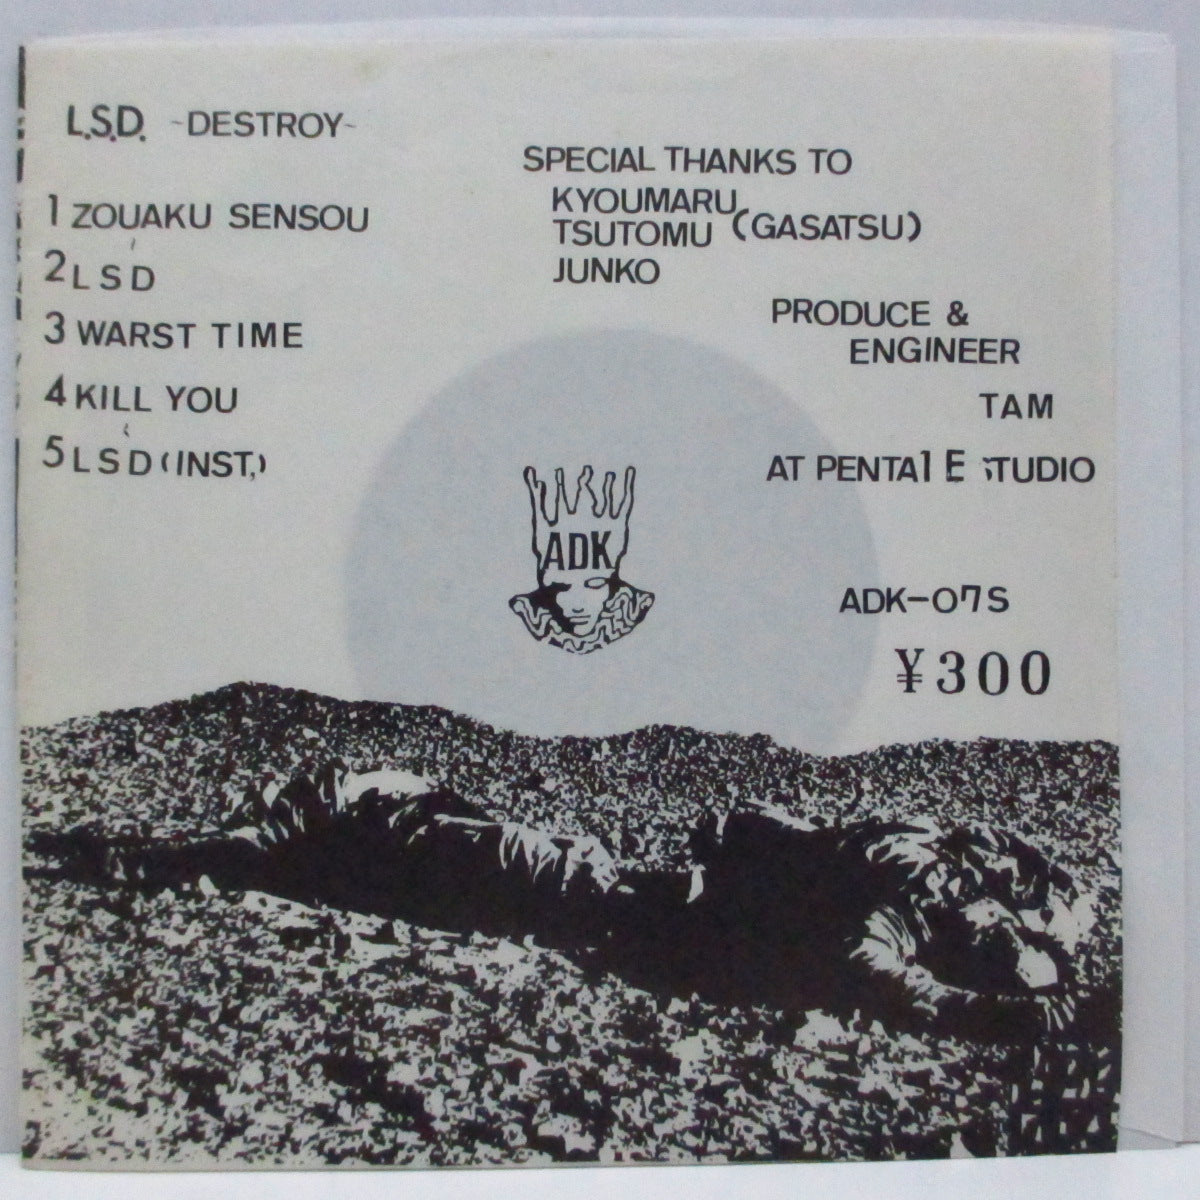 L.S.D. -DESTROY-
1 ZOUAKU SENSOU
2 L S D
3 WARST TIME
4 KILL YOU
5 L S D (INST,)
SPECIAL THANKS TO
KYOUMARU
TSUTOMU (GASATSU)
JUNKO
PRODUCE &
ENGINEER
TAM
AT PENTA1 E STUDIO
ADK
ADK-07S
¥300